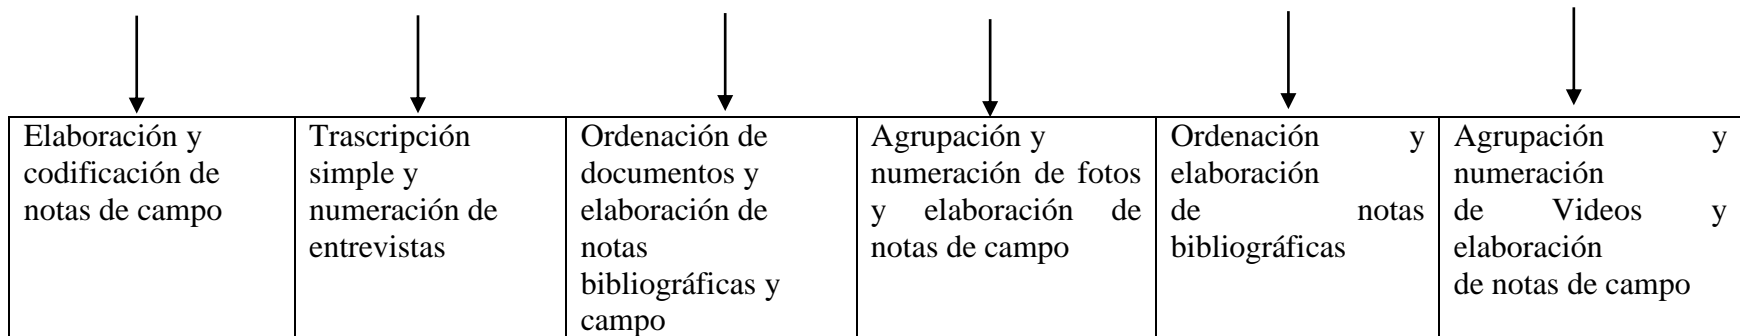 Elaboración y
codificación de
notas de campo
Trascripción
simple y
numeración de
entrevistas
Ordenación de
documentos y
elaboración de
notas
bibliográficas y
campo
Agrupación y
numeración de fotos
y elaboración de
notas de campo
Ordenación y
elaboración
de notas
bibliográficas
Agrupación y
numeración
de Videos y
elaboración
de notas de campo